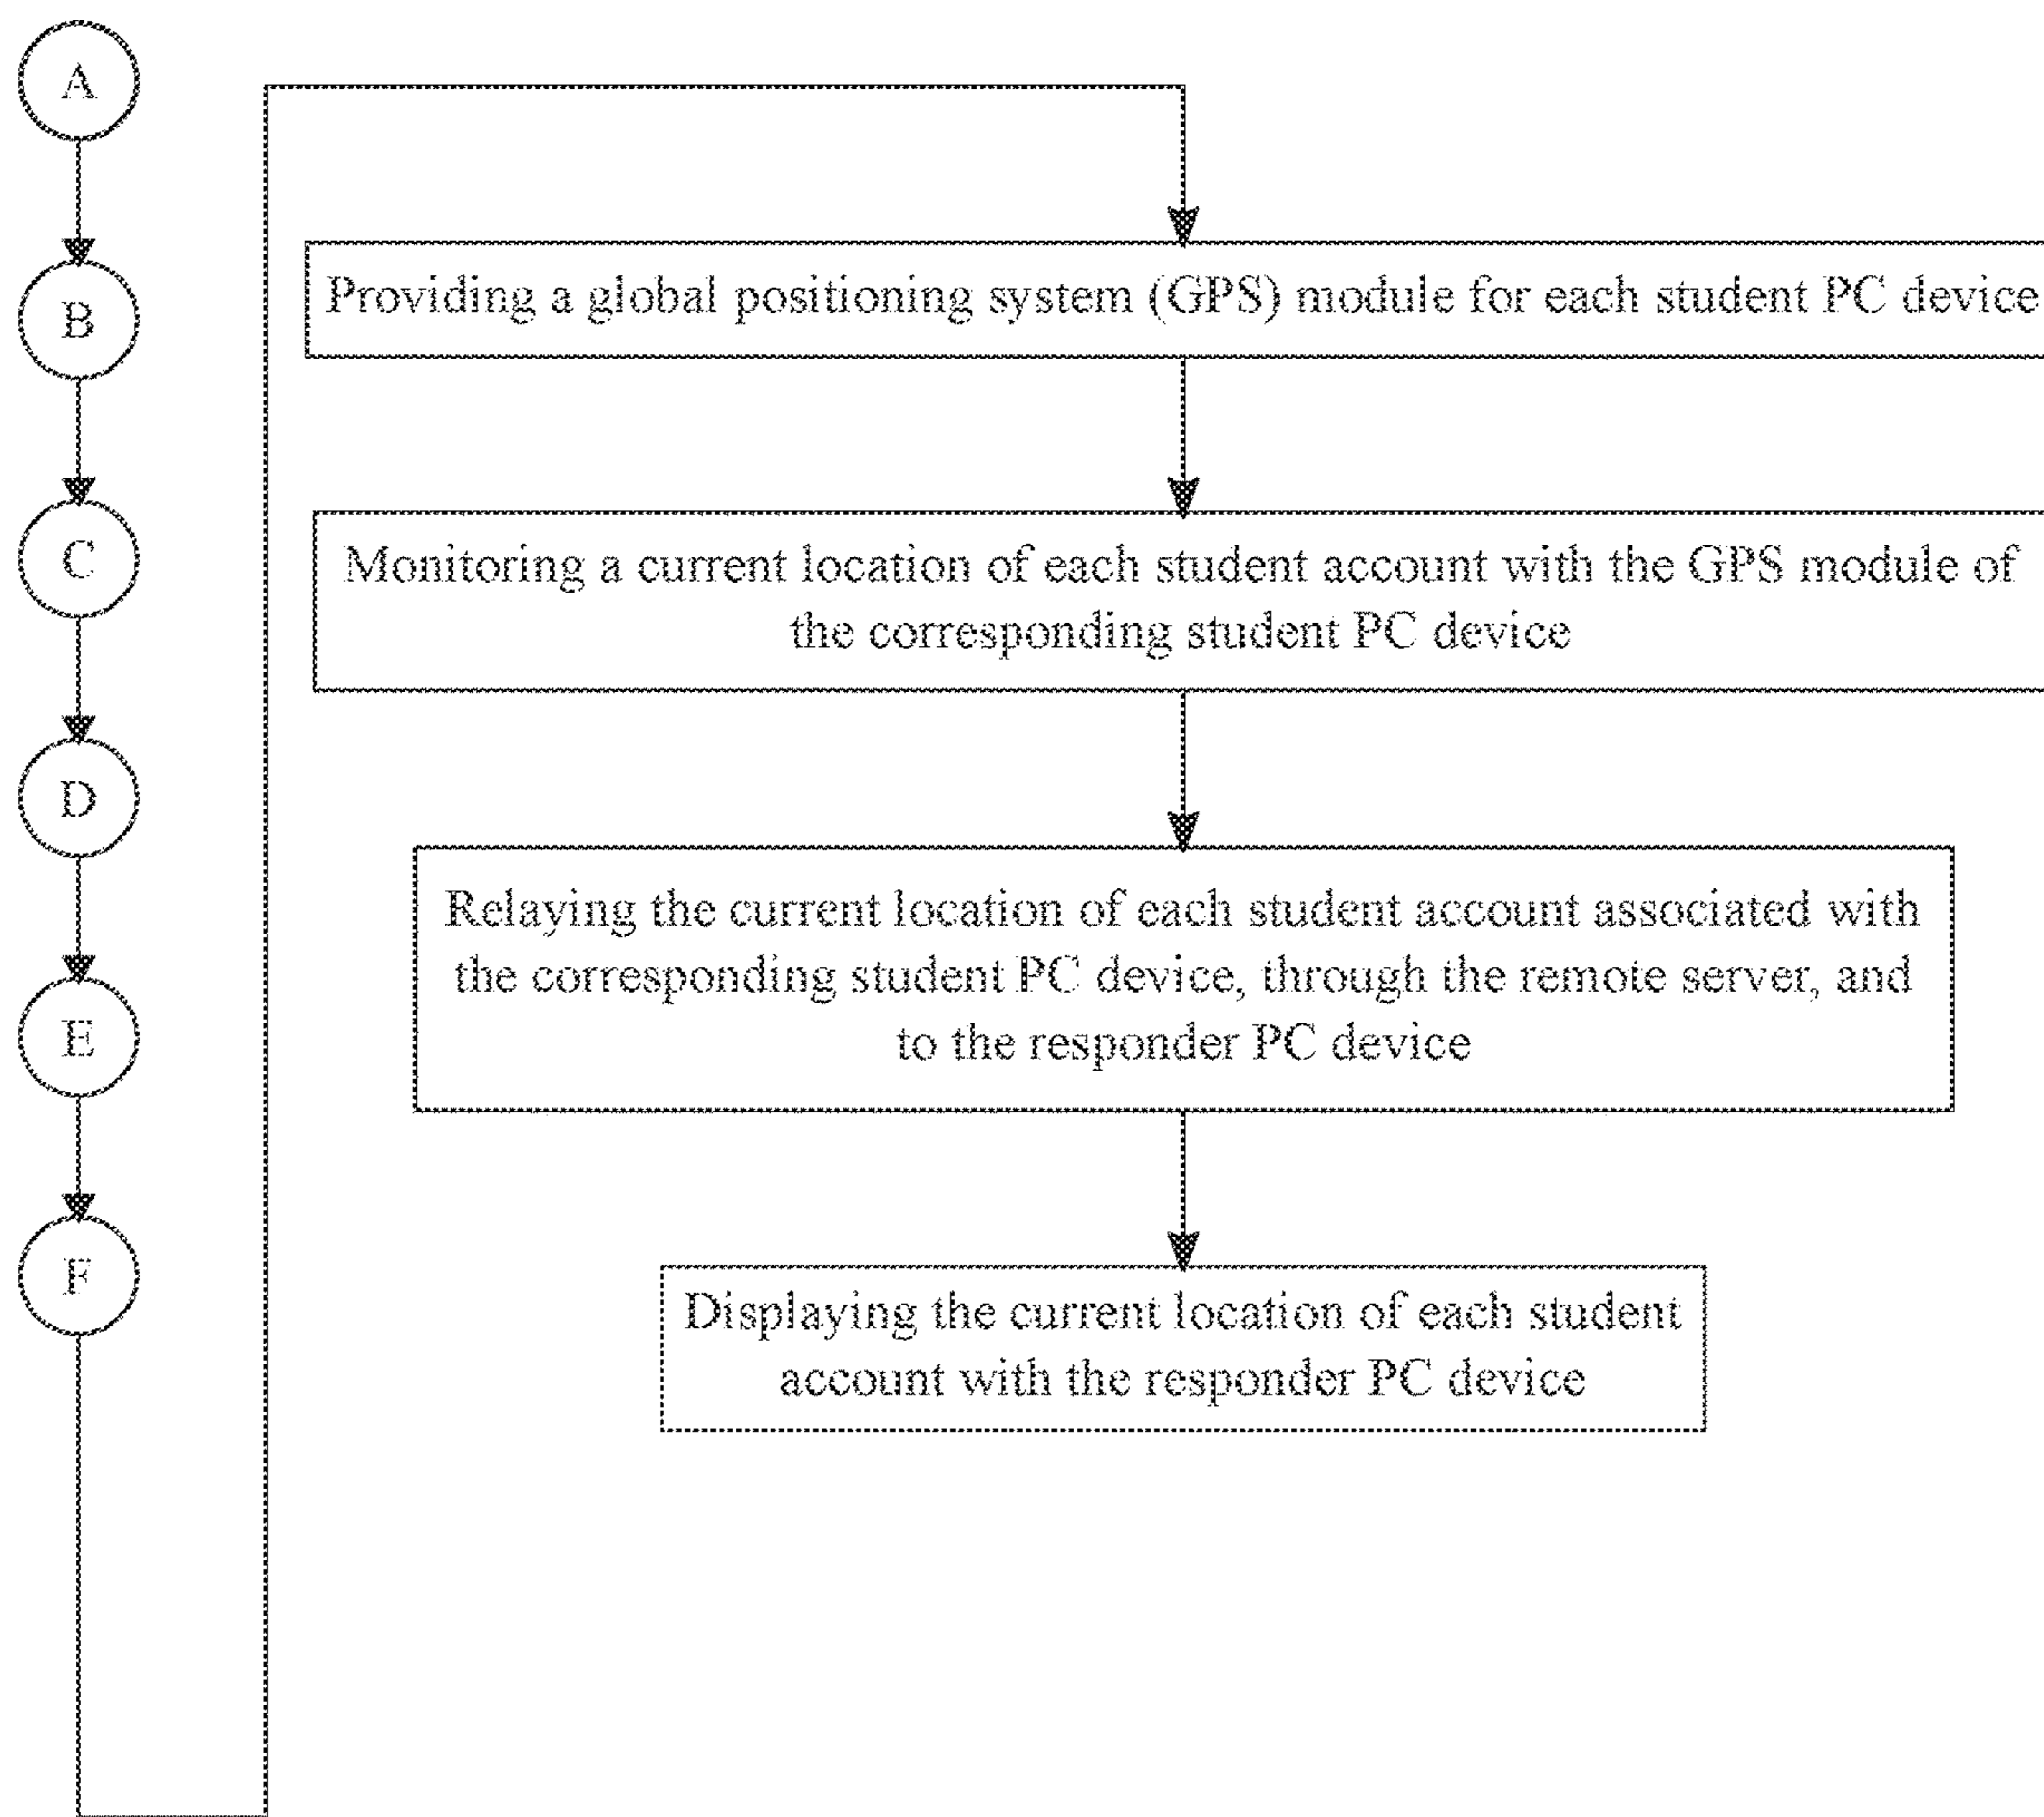 A
B
C
D
E
F
Providing a global positioning system (GPS) module for each student PC device
Monitoring a current location of each student account with the GPS module of
the corresponding student PC device
Relaying the current location of each student account associated with
the corresponding student PC device, through the remote server, and
to the responder PC device
Displaying the current location of each student
account with the responder PC device